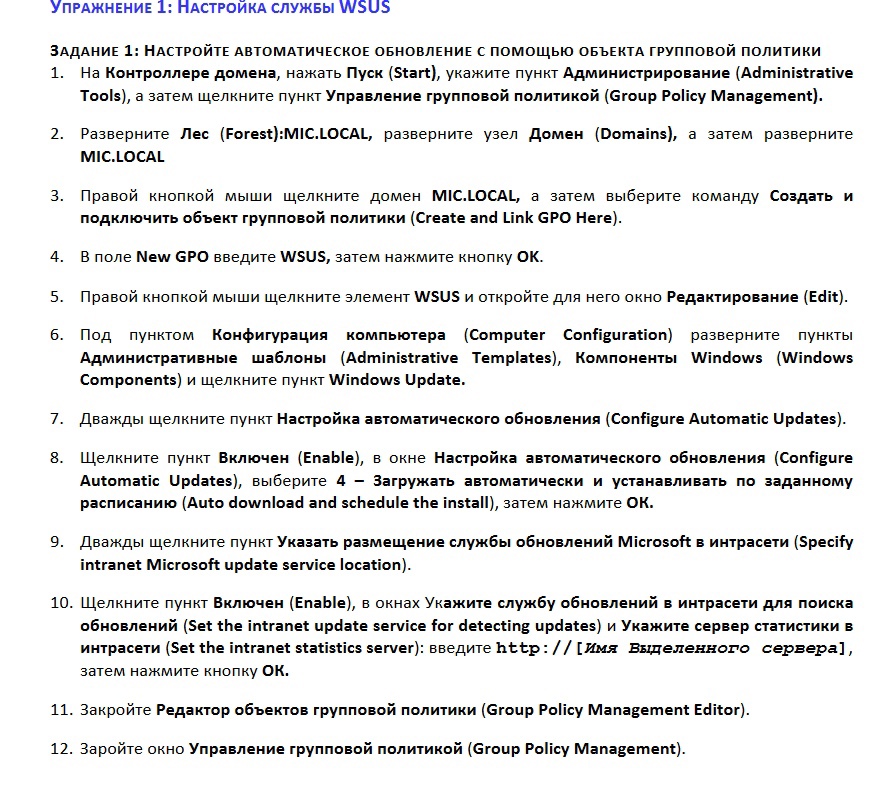 Упражнение 1: Настройка службы WSUS
Задание 1: Настройте автоматическое обновление с помощью объекта групповой политики
1. На Контроллере домена, нажать Пуск (Start), укажите пункт Администрирование (Administrative
Tools), а затем щелкните пункт Управление групповой политикой (Group Policy Management).
2. Разверните Лес (Forest):MIC.LOCAL, разверните узел Домен (Domains), а затем разверните
MIC.LOCAL
3. Правой кнопкой мыши щелкните домен MIC.LOCAL, а затем выберите команду Создать и
подключить объект групповой политики (Create and Link GPO Here).
4. В поле New GPO введите WSUS, затем нажмите кнопку OK.
5. Правой кнопкой мыши щелкните элемент WSUS и откройте для него окно Редактирование (Edit).
6. Под пунктом Конфигурация компьютера (Computer Configuration) разверните пункты
Административные шаблоны (Administrative Templates), Компоненты Windows (Windows
Components) и щелкните пункт Windows Update.
7. Дважды щелкните пункт Настройка автоматического обновления (Configure Automatic Updates).
8. Щелкните пункт Включен (Enable), в окне Настройка автоматического обновления (Configure
Automatic Updates), выберите 4 – Загружать автоматически и устанавливать по заданному
расписанию (Auto download and schedule the install), затем нажмите OK.
9. Дважды щелкните пункт Указать размещение службы обновлений Microsoft в интрасети (Specify
intranet Microsoft update service location).
10. Щелкните пункт Включен (Enable), в окнах Укажите службу обновлений в интрасети для поиска
обновлений (Set the intranet update service for detecting updates) и Укажите сервер статистики в
интрасети (Set the intranet statistics server): введите http://[Имя Выделенного сервера],
затем нажмите кнопку OK.
11. Закройте Редактор объектов групповой политики (Group Policy Management Editor).
12. Заройте окно Управление групповой политикой (Group Policy Management).